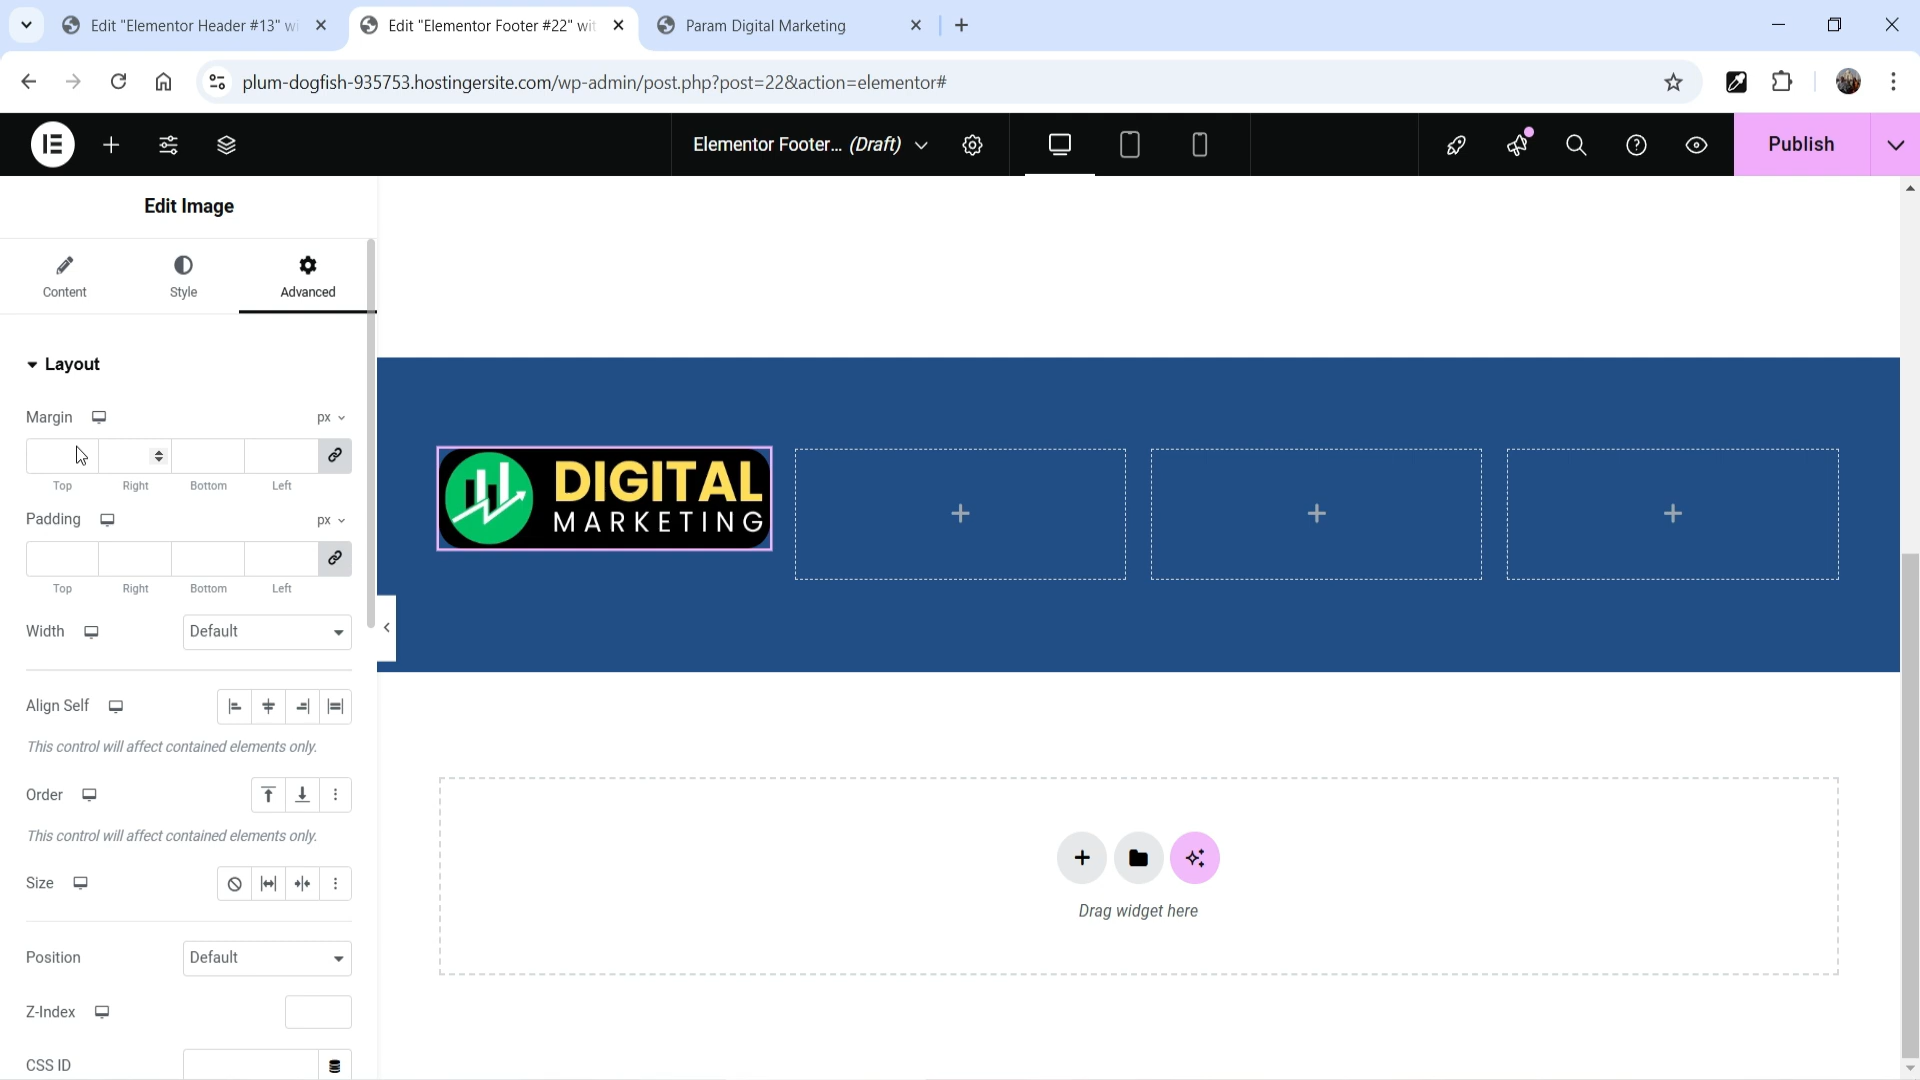 Edit "Elementor Header #13" wi
Edit "Elementor Footer #22" wit
Param Digital Marketing
plum-dogfish-935753.hostingersite.com/wp-admin/post.php?post=22&action=elementor#
Elementor Footer... (Draft)
Publish
Edit Image
Content
Style
Advanced
Layout
Margin
px
Top
Right
Bottom
Left
Padding
px
Top
Right
Bottom
Left
Width
Default
Align Self
This control will affect contained elements only.
Order
This control will affect contained elements only.
Size
Position
Default
Z-Index
CSS ID
DIGITAL
MARKETING
Drag widget here